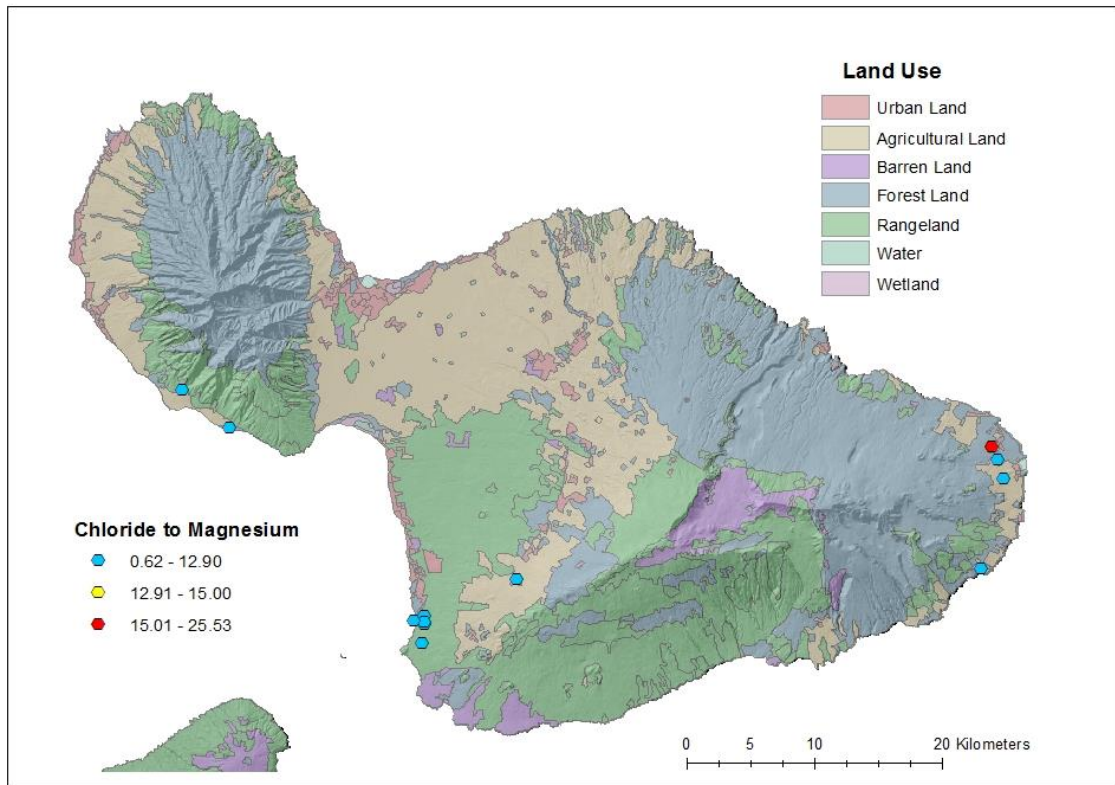 Land Use
Urban Land
Agricultural Land
Barren Land
Forest Land
Rangeland
Water
Wetland
Chloride to Magnesium
0.62 - 12.90
12.91 - 15.00
15.01 - 25.53
0 5 10 20 Kilometers